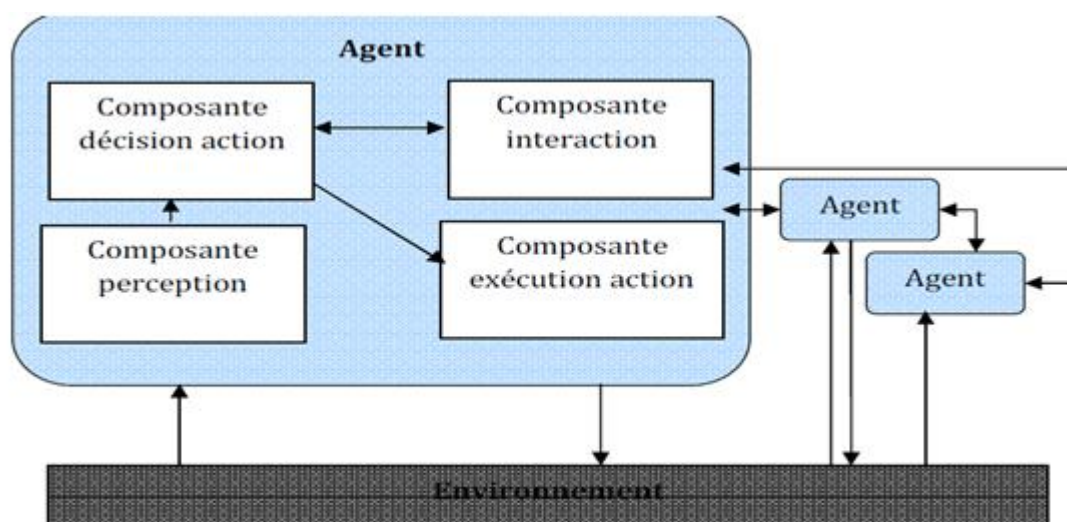 Agent
Composante
décision action
Composante
interaction
Composante
perception
Composante
exécution action
Agent
Agent
Environnement